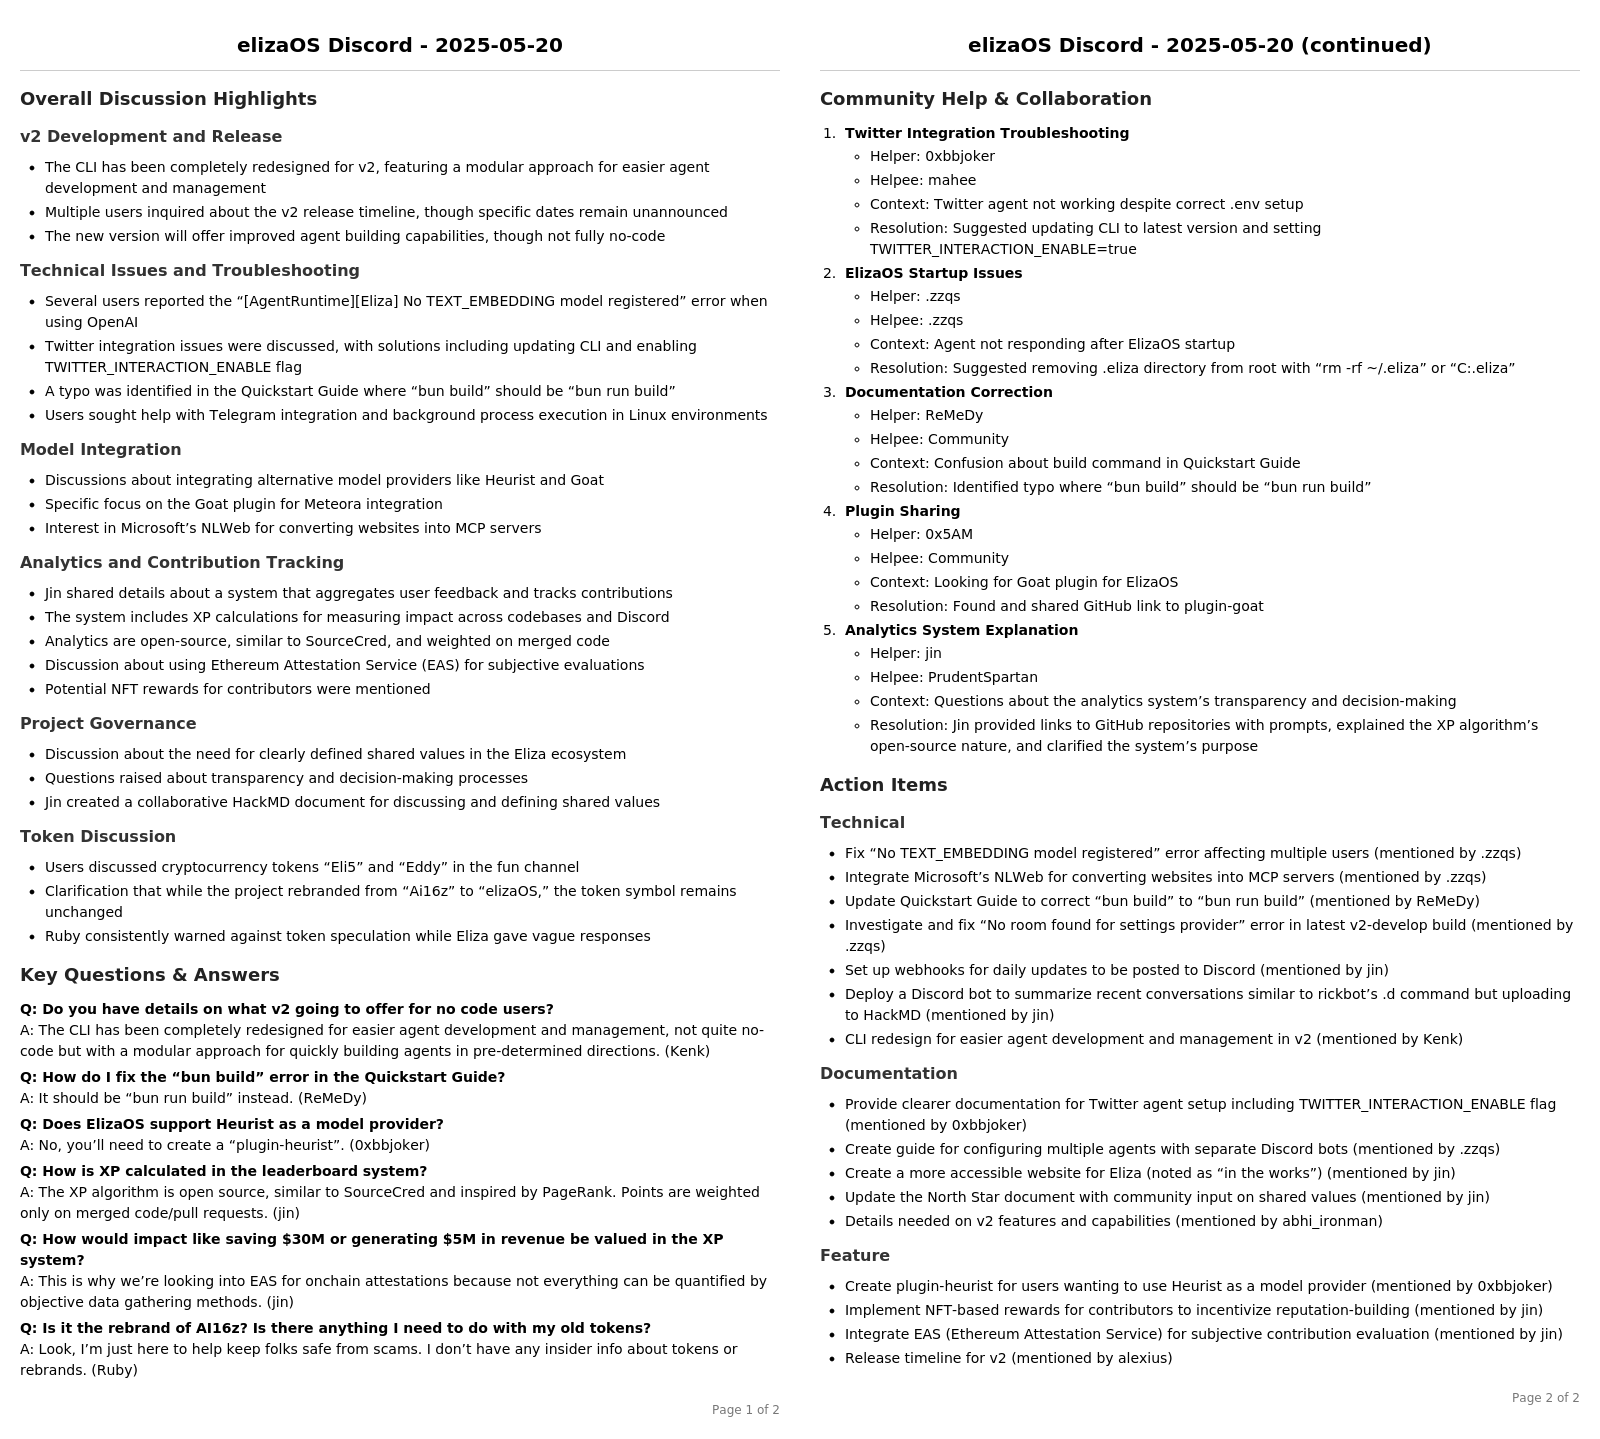 elizaOS Discord - 2025-05-20
Overall Discussion Highlights
v2 Development and Release
• The CLI has been completely redesigned for v2, featuring a modular approach for easier agent
development and management
• Multiple users inquired about the v2 release timeline, though specific dates remain unannounced
• The new version will offer improved agent building capabilities, though not fully no-code
Technical Issues and Troubleshooting
• Several users reported the “[AgentRuntime][Eliza] No TEXT_EMBEDDING model registered” error when
using OpenAI
• Twitter integration issues were discussed, with solutions including updating CLI and enabling
TWITTER_INTERACTION_ENABLE flag
• A typo was identified in the Quickstart Guide where “bun build” should be “bun run build”
• Users sought help with Telegram integration and background process execution in Linux environments
Model Integration
• Discussions about integrating alternative model providers like Heurist and Goat
• Specific focus on the Goat plugin for Meteora integration
• Interest in Microsoft’s NLWeb for converting websites into MCP servers
Analytics and Contribution Tracking
• Jin shared details about a system that aggregates user feedback and tracks contributions
• The system includes XP calculations for measuring impact across codebases and Discord
• Analytics are open-source, similar to SourceCred, and weighted on merged code
• Discussion about using Ethereum Attestation Service (EAS) for subjective evaluations
• Potential NFT rewards for contributors were mentioned
Project Governance
• Discussion about the need for clearly defined shared values in the Eliza ecosystem
• Questions raised about transparency and decision-making processes
• Jin created a collaborative HackMD document for discussing and defining shared values
Token Discussion
• Users discussed cryptocurrency tokens “Eli5” and “Eddy” in the fun channel
• Clarification that while the project rebranded from “Ai16z” to “elizaOS,” the token symbol remains
unchanged
• Ruby consistently warned against token speculation while Eliza gave vague responses
Key Questions & Answers
Q: Do you have details on what v2 going to offer for no code users?
A: The CLI has been completely redesigned for easier agent development and management, not quite no-
code but with a modular approach for quickly building agents in pre-determined directions. (Kenk)
Q: How do I fix the “bun build” error in the Quickstart Guide?
A: It should be “bun run build” instead. (ReMeDy)
Q: Does ElizaOS support Heurist as a model provider?
A: No, you’ll need to create a “plugin-heurist”. (0xbbjoker)
Q: How is XP calculated in the leaderboard system?
A: The XP algorithm is open source, similar to SourceCred and inspired by PageRank. Points are weighted
only on merged code/pull requests. (jin)
Q: How would impact like saving $30M or generating $5M in revenue be valued in the XP
system?
A: This is why we’re looking into EAS for onchain attestations because not everything can be quantified by
objective data gathering methods. (jin)
Q: Is it the rebrand of AI16z? Is there anything I need to do with my old tokens?
A: Look, I’m just here to help keep folks safe from scams. I don’t have any insider info about tokens or
rebrands. (Ruby)
Page 1 of 2
elizaOS Discord - 2025-05-20 (continued)
Community Help & Collaboration
1. Twitter Integration Troubleshooting
◦ Helper: 0xbbjoker
◦ Helpee: mahee
◦ Context: Twitter agent not working despite correct .env setup
◦ Resolution: Suggested updating CLI to latest version and setting
TWITTER_INTERACTION_ENABLE=true
2. ElizaOS Startup Issues
◦ Helper: .zzqs
◦ Helpee: .zzqs
◦ Context: Agent not responding after ElizaOS startup
◦ Resolution: Suggested removing .eliza directory from root with “rm -rf ~/.eliza” or “C:.eliza”
3. Documentation Correction
◦ Helper: ReMeDy
◦ Helpee: Community
◦ Context: Confusion about build command in Quickstart Guide
◦ Resolution: Identified typo where “bun build” should be “bun run build”
4. Plugin Sharing
◦ Helper: 0x5AM
◦ Helpee: Community
◦ Context: Looking for Goat plugin for ElizaOS
◦ Resolution: Found and shared GitHub link to plugin-goat
5. Analytics System Explanation
◦ Helper: jin
◦ Helpee: PrudentSpartan
◦ Context: Questions about the analytics system’s transparency and decision-making
◦ Resolution: Jin provided links to GitHub repositories with prompts, explained the XP algorithm’s
open-source nature, and clarified the system’s purpose
Action Items
Technical
• Fix “No TEXT_EMBEDDING model registered” error affecting multiple users (mentioned by .zzqs)
• Integrate Microsoft’s NLWeb for converting websites into MCP servers (mentioned by .zzqs)
• Update Quickstart Guide to correct “bun build” to “bun run build” (mentioned by ReMeDy)
• Investigate and fix “No room found for settings provider” error in latest v2-develop build (mentioned by
.zzqs)
• Set up webhooks for daily updates to be posted to Discord (mentioned by jin)
• Deploy a Discord bot to summarize recent conversations similar to rickbot’s .d command but uploading
to HackMD (mentioned by jin)
• CLI redesign for easier agent development and management in v2 (mentioned by Kenk)
Documentation
• Provide clearer documentation for Twitter agent setup including TWITTER_INTERACTION_ENABLE flag
(mentioned by 0xbbjoker)
• Create guide for configuring multiple agents with separate Discord bots (mentioned by .zzqs)
• Create a more accessible website for Eliza (noted as “in the works”) (mentioned by jin)
• Update the North Star document with community input on shared values (mentioned by jin)
• Details needed on v2 features and capabilities (mentioned by abhi_ironman)
Feature
• Create plugin-heurist for users wanting to use Heurist as a model provider (mentioned by 0xbbjoker)
• Implement NFT-based rewards for contributors to incentivize reputation-building (mentioned by jin)
• Integrate EAS (Ethereum Attestation Service) for subjective contribution evaluation (mentioned by jin)
• Release timeline for v2 (mentioned by alexius)
Page 2 of 2